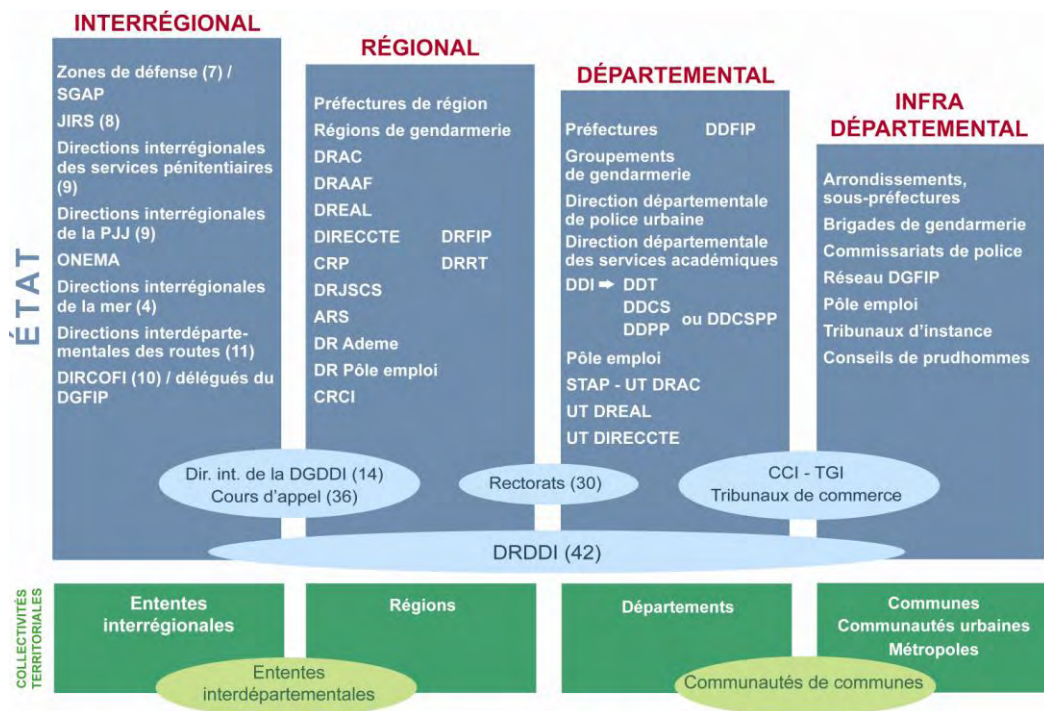 INTERRÉGIONAL
Zones de défense (7) /
SGAP
JIRS (8)
Directions interrégionales
des services pénitentiaires
(9)
Directions interrégionales
de la PJJ (9)
ONEMA
Directions interrégionales
de la mer (4)
Directions interdéparte-
mentales des routes (11)
DIRCOFI (10) / délégués du
DGFIP
RÉGIONAL
Préfectures de région
Régions de gendarmerie
DRAC
DRAAF
DREAL
DIRECCTE DRFIP
CRP DRRT
DRJSCS
ARS
DR Ademe
DR Pôle emploi
CRCI
DÉPARTEMENTAL
Préfectures DDFIP
Groupements
de gendarmerie
Direction départementale
de police urbaine
Direction départementale
des services académiques
DDI ➡ DDT
DDCS
ou DDCSPP
DDPP
Pôle emploi
STAP - UT DRAC
UT DREAL
UT DIRECCTE
INFRA
DÉPARTEMENTAL
Arrondissements,
sous-préfectures
Brigades de gendarmerie
Commissariats de police
Réseau DGFIP
Pôle emploi
Tribunaux d'instance
Conseils de prudhommes
ÉTAT
Dir. int. de la DGDDI (14)
Cours d'appel (36)
Rectorats (30)
CCI - TGI
Tribunaux de commerce
DRDDI (42)
COLLECTIVITÉS
TERRITORIALES
Ententes
interrégionales
Régions
Départements
Communes
Communautés urbaines
Métropoles
Ententes
interdépartementales
Communautés de communes